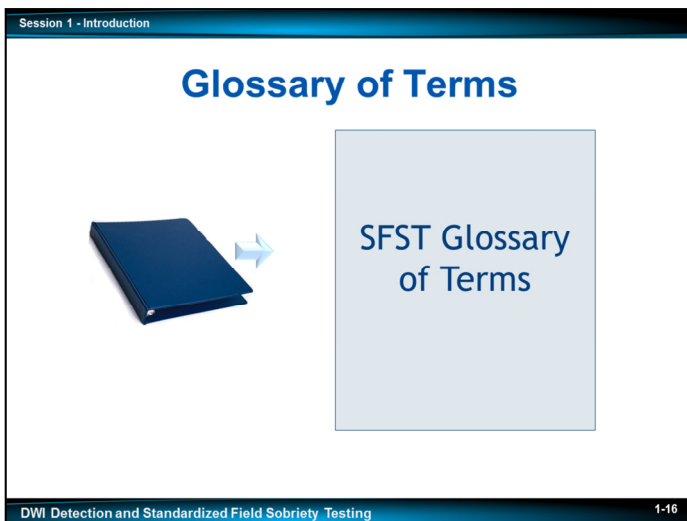 Session 1 - Introduction
Glossary of Terms
SFST Glossary
of Terms
DWI Detection and Standardized Field Sobriety Testing
1-16